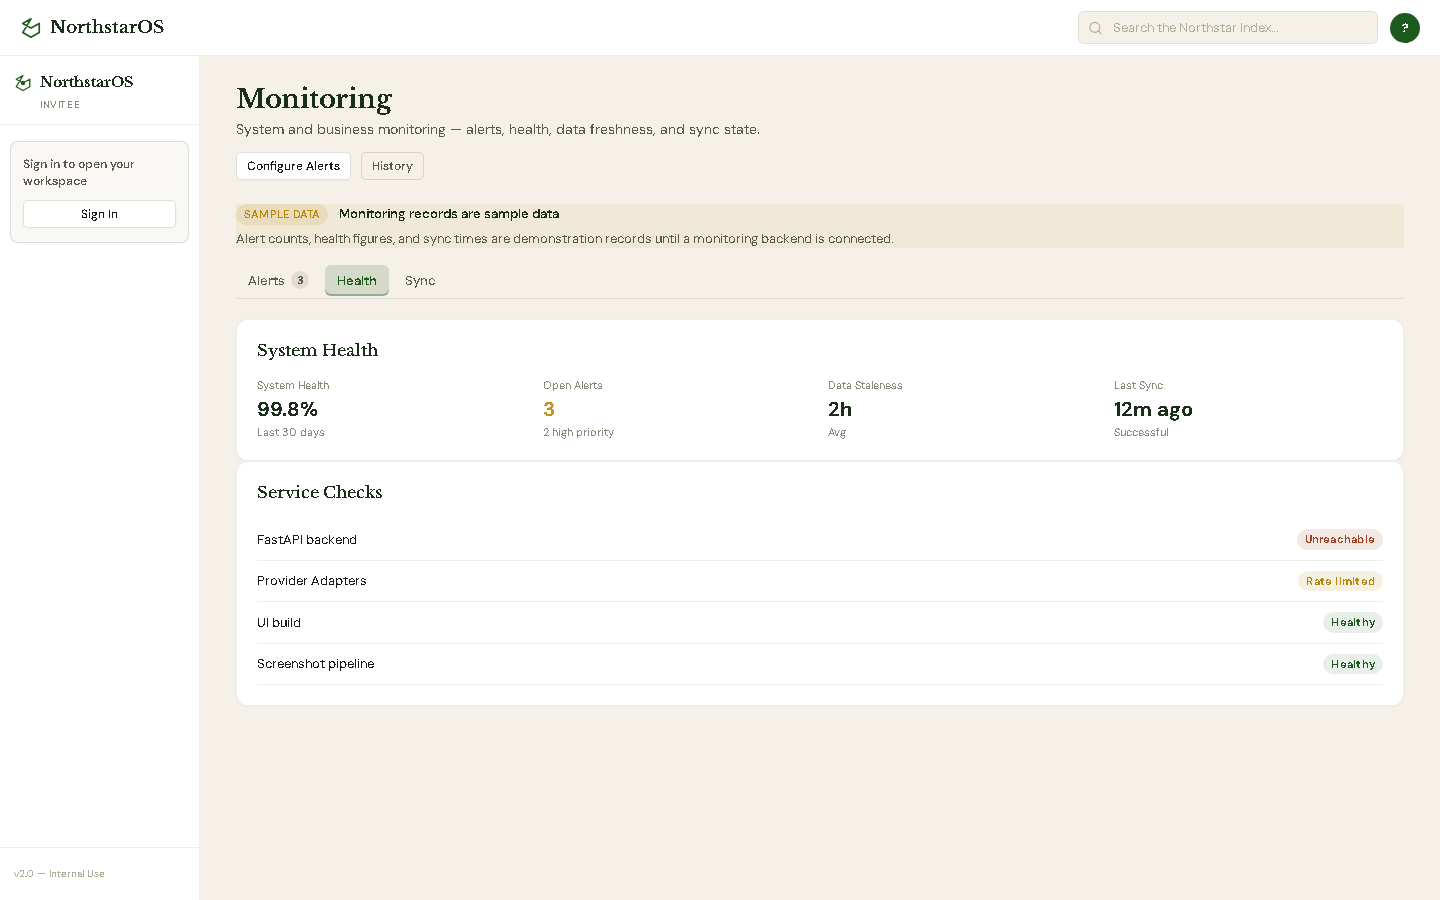 NorthstarOS
Search the Northstar Index...
?
NorthstarOS
INVITEE
Sign in to open your
workspace
Sign In
Monitoring
System and business monitoring — alerts, health, data freshness, and sync state.
Configure Alerts
History
SAMPLE DATA
Monitoring records are sample data
Alert counts, health figures, and sync times are demonstration records until a monitoring backend is connected.
Alerts 3
Health
Sync
System Health
System Health
99.8%
Last 30 days
Open Alerts
3
2 high priority
Data Staleness
2h
Avg
Last Sync
12m ago
Successful
Service Checks
FastAPI backend
Unreachable
Provider Adapters
Rate limited
UI build
Healthy
Screenshot pipeline
Healthy
v2.0 — Internal Use